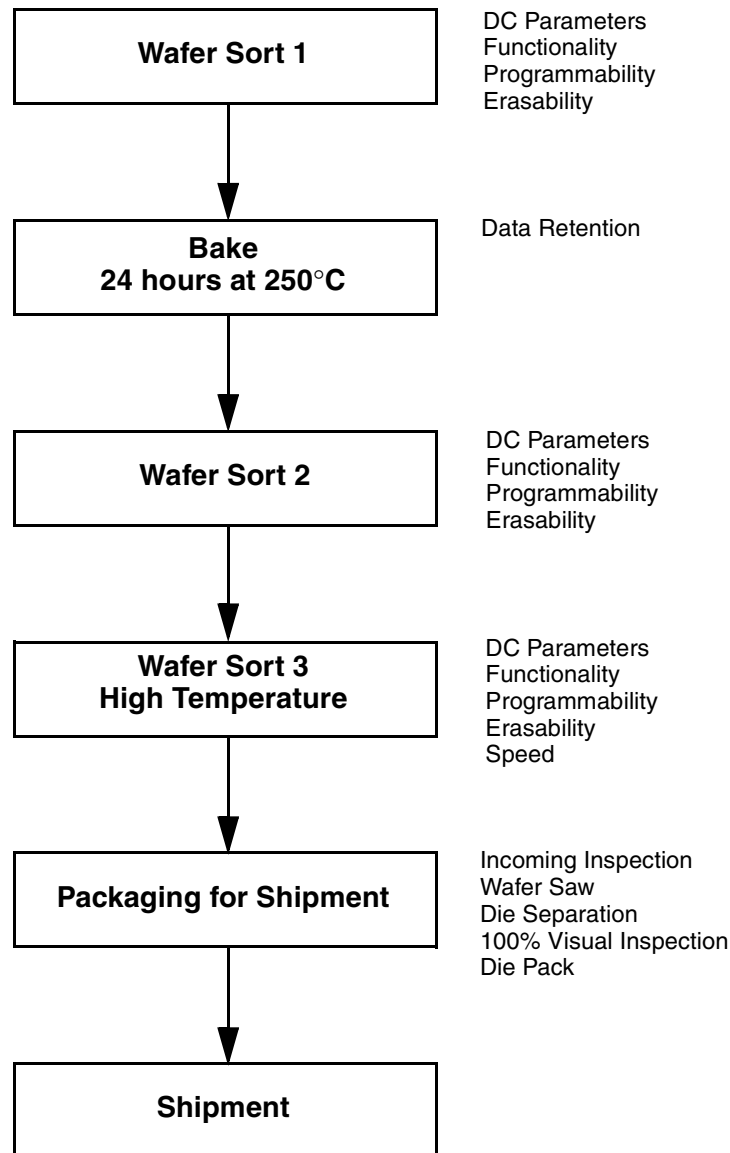 Wafer Sort 1
DC Parameters
Functionality
Programmability
Erasability
Bake
24 hours at 250°C
Data Retention
Wafer Sort 2
DC Parameters
Functionality
Programmability
Erasability
Wafer Sort 3
High Temperature
DC Parameters
Functionality
Programmability
Erasability
Speed
Packaging for Shipment
Incoming Inspection
Wafer Saw
Die Separation
100% Visual Inspection
Die Pack
Shipment